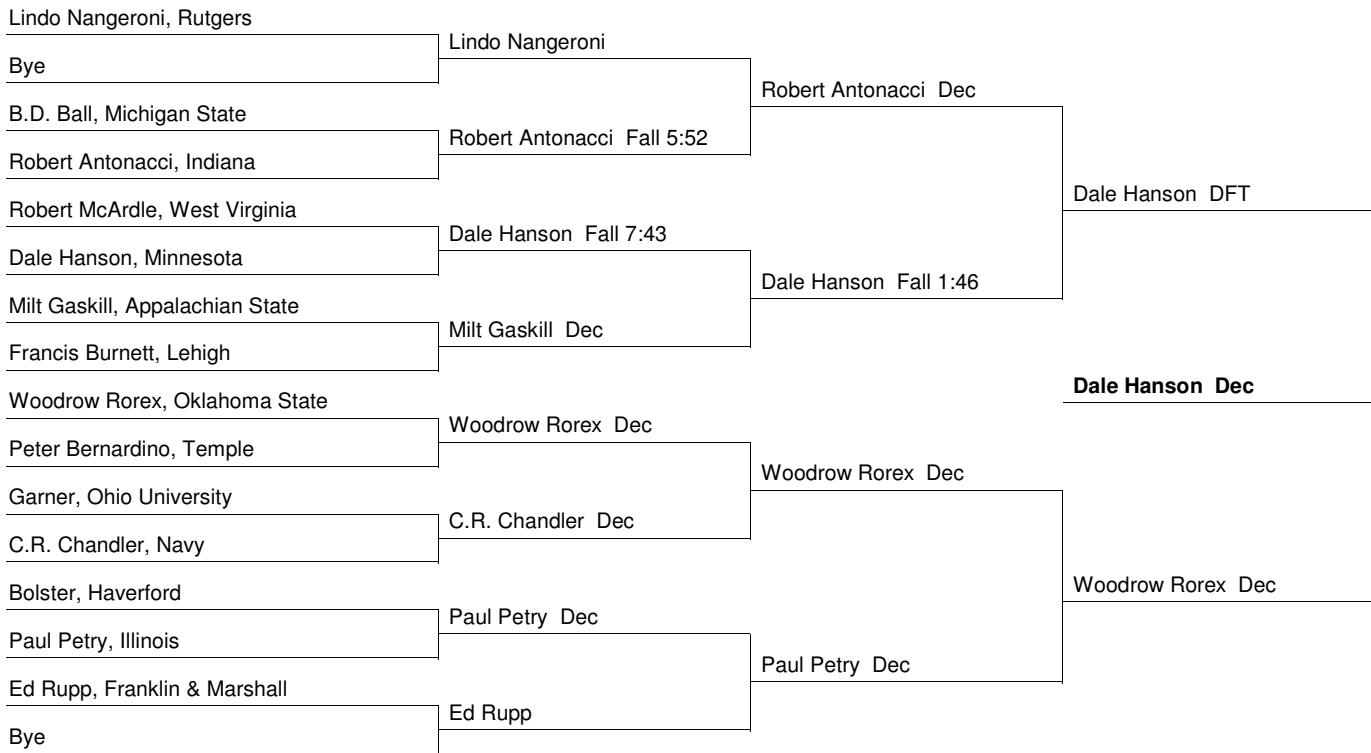 Lindo Nangeroni, Rutgers
Bye
B.D. Ball, Michigan State
Robert Antonacci, Indiana
Robert McArdle, West Virginia
Dale Hanson, Minnesota
Milt Gaskill, Appalachian State
Francis Burnett, Lehigh
Woodrow Rorex, Oklahoma State
Peter Bernardino, Temple
Garner, Ohio University
C.R. Chandler, Navy
Bolster, Haverford
Paul Petry, Illinois
Ed Rupp, Franklin & Marshall
Bye
Lindo Nangeroni
Robert Antonacci Fall 5:52
Dale Hanson Fall 7:43
Milt Gaskill Dec
Woodrow Rorex Dec
C.R. Chandler Dec
Paul Petry Dec
Ed Rupp
Robert Antonacci Dec
Dale Hanson Fall 1:46
Woodrow Rorex Dec
Paul Petry Dec
Dale Hanson DFT
Woodrow Rorex Dec
Dale Hanson Dec